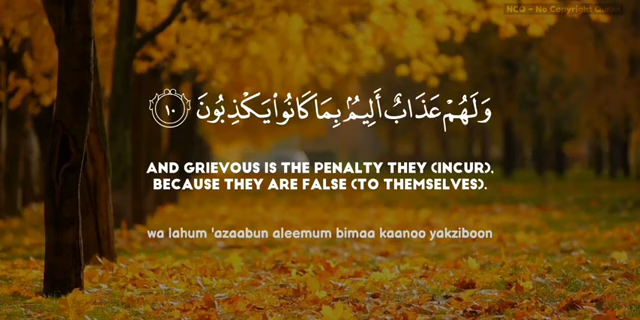 NCQ - No Copyright Quran
وَلَهُمْ عَذَابٌ أَلِيمٌۢ بِمَا كَانُوا۟ يَكْذِبُونَ ١٠
AND GRIEVOUS IS THE PENALTY THEY (INCUR),
BECAUSE THEY ARE FALSE (TO THEMSELVES).
wa lahum 'azaabun aleemum bimaa kaanoo yakziboon